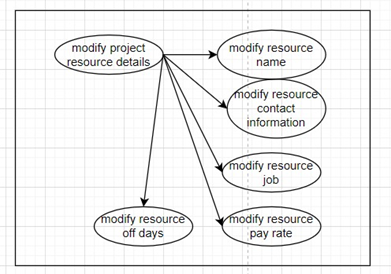 modify project
resource details
modify resource
name
modify resource
contact
information
modify resource
job
modify resource
off days
modify resource
pay rate